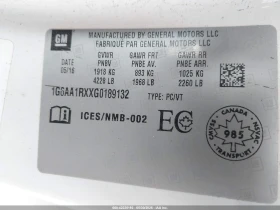 GM
MANUFACTURED BY GENERAL MOTORS LLC
FABRIQUÉ PAR GENERAL MOTORS LLC
DATE GVWR GAWR FRT GAWR RR
05/16 PNBV PNBE AV. PNBE ARR.
1918 KG 893 KG 1025 KG
4228 LB 1968 LB 2260 LB
TYPE: PC/VT
ICES/NMB-002
EC
CANADA
985
TRANSPORT